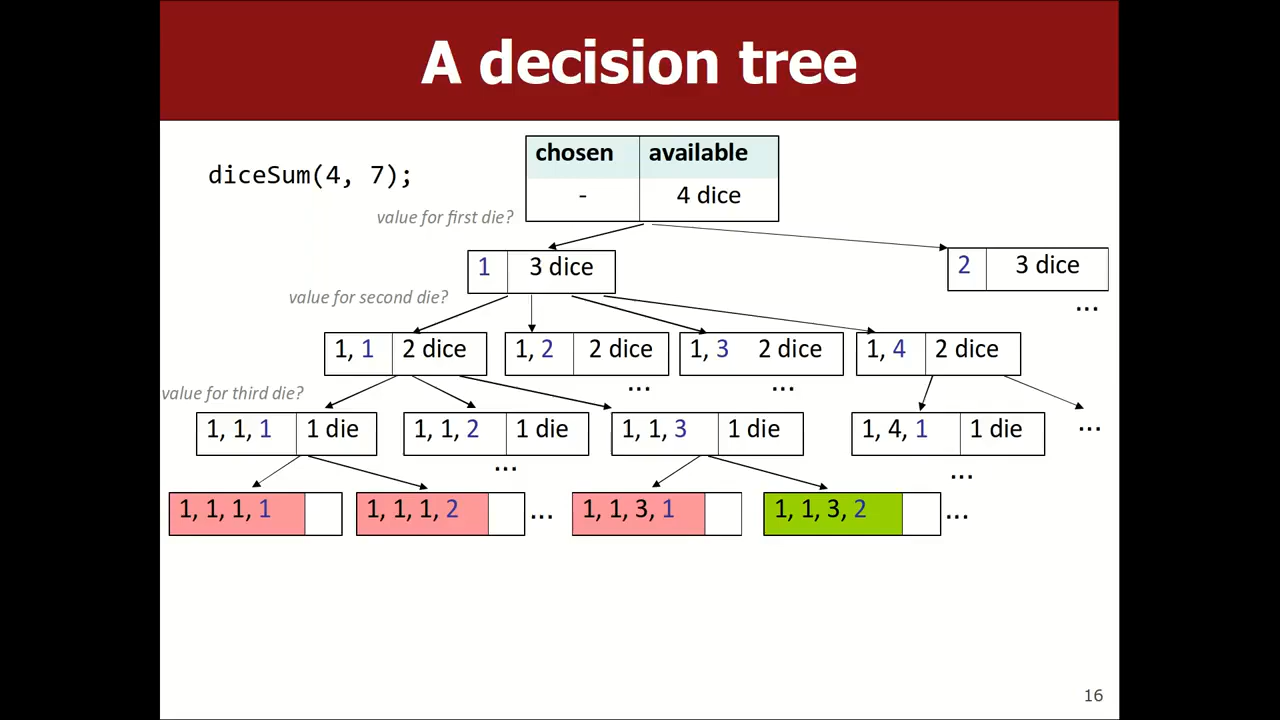 A decision tree
chosen available
diceSum(4, 7);
- 4 dice
value for first die?
1 3 dice
2 3 dice
value for second die?
...
1, 1 2 dice
1, 2 2 dice
1, 3 2 dice
1, 4 2 dice
... ...
value for third die?
1, 1, 1 1 die
1, 1, 2 1 die
1, 1, 3 1 die
1, 4, 1 1 die
...
... ...
1, 1, 1, 1
1, 1, 1, 2
...
1, 1, 3, 1
1, 1, 3, 2
...
16